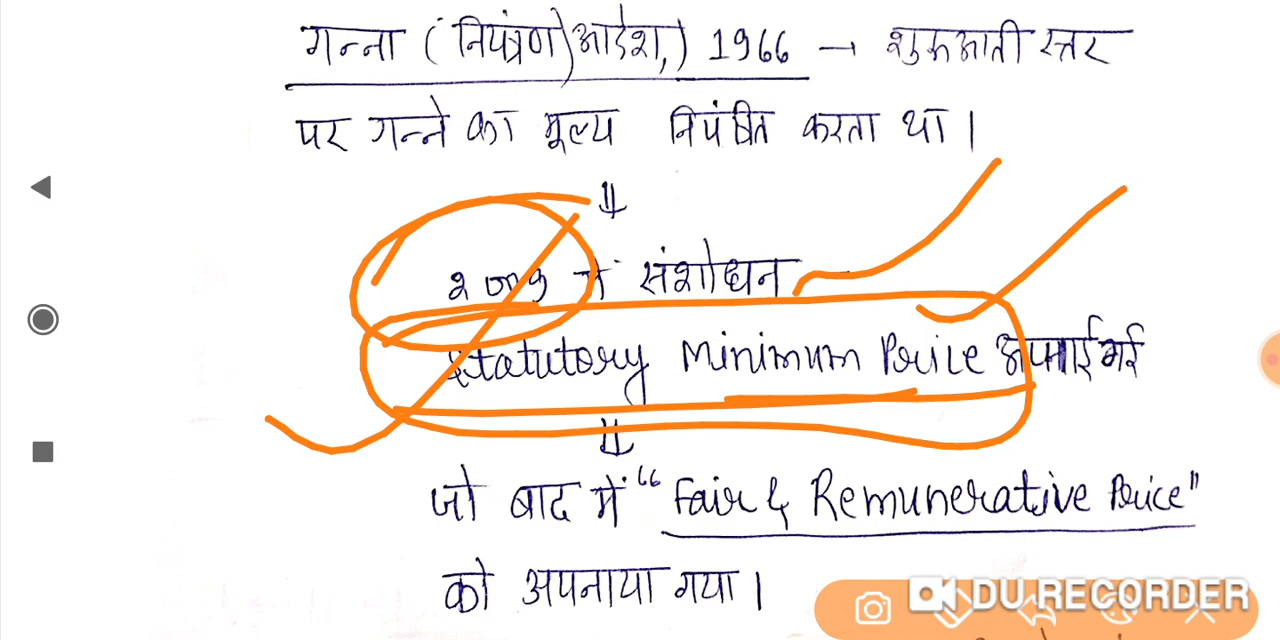 गन्ना (नियंत्रण) आदेश, ) 1966 → शुरुआती स्तर
पर गन्ने का मूल्य नियंत्रित करता था।
में संशोधन
Statutory Minimum Price अपनाई गई
जो बाद में "Fair & Remunerative Price"
को अपनाया गया।
DU RECORDER